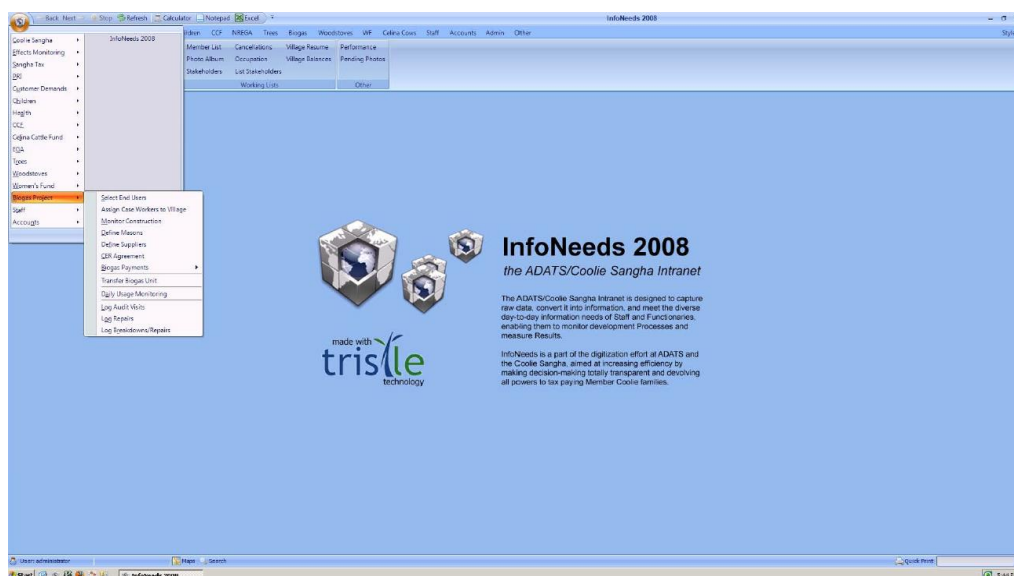 Back Next Stop Refresh Calculator Notepad Excel
InfoNeeds 2008
Children CCF NREGA Trees Biogas Woodstoves WF Celina Cows Staff Accounts Admin Other
Style
Member List Cancellations Village Resume Performance
Photo Album Occupation Village Balances Pending Photos
Stakeholders List Stakeholders
Working Lists Other
InfoNeeds 2008
Coolie Sangha
Effects Monitoring
Sangha Tax
PRI
Customer Demands
Children
Health
CCF
Celina Cattle Fund
Trees
Woodstoves
Women's Fund
Biogas Project
Staff
Accounts
Select End Users
Assign Case Workers to Village
Monitor Construction
Define Masons
Define Suppliers
CER Agreement
Biogas Payments
Transfer Biogas Unit
Daily Usage Monitoring
Log Audit Visits
Log Repairs
Log Breakdowns/Repairs
InfoNeeds 2008
the ADATS/Coolie Sangha Intranet
The ADATS/Coolie Sangha Intranet is designed to capture
raw data, convert it into information, and meet the diverse
day-to-day information needs of Staff and Functionaries,
enabling them to monitor development Processes and
measure Results.
InfoNeeds is a part of the digitization effort at ADATS and
the Coolie Sangha, aimed at increasing efficiency by
making decision-making totally transparent and devolving
all powers to tax paying Member Coolie families.
made with
tristle
technology
User: administrator
Maps Search
Quick Print
Start InfoNeeds 2008